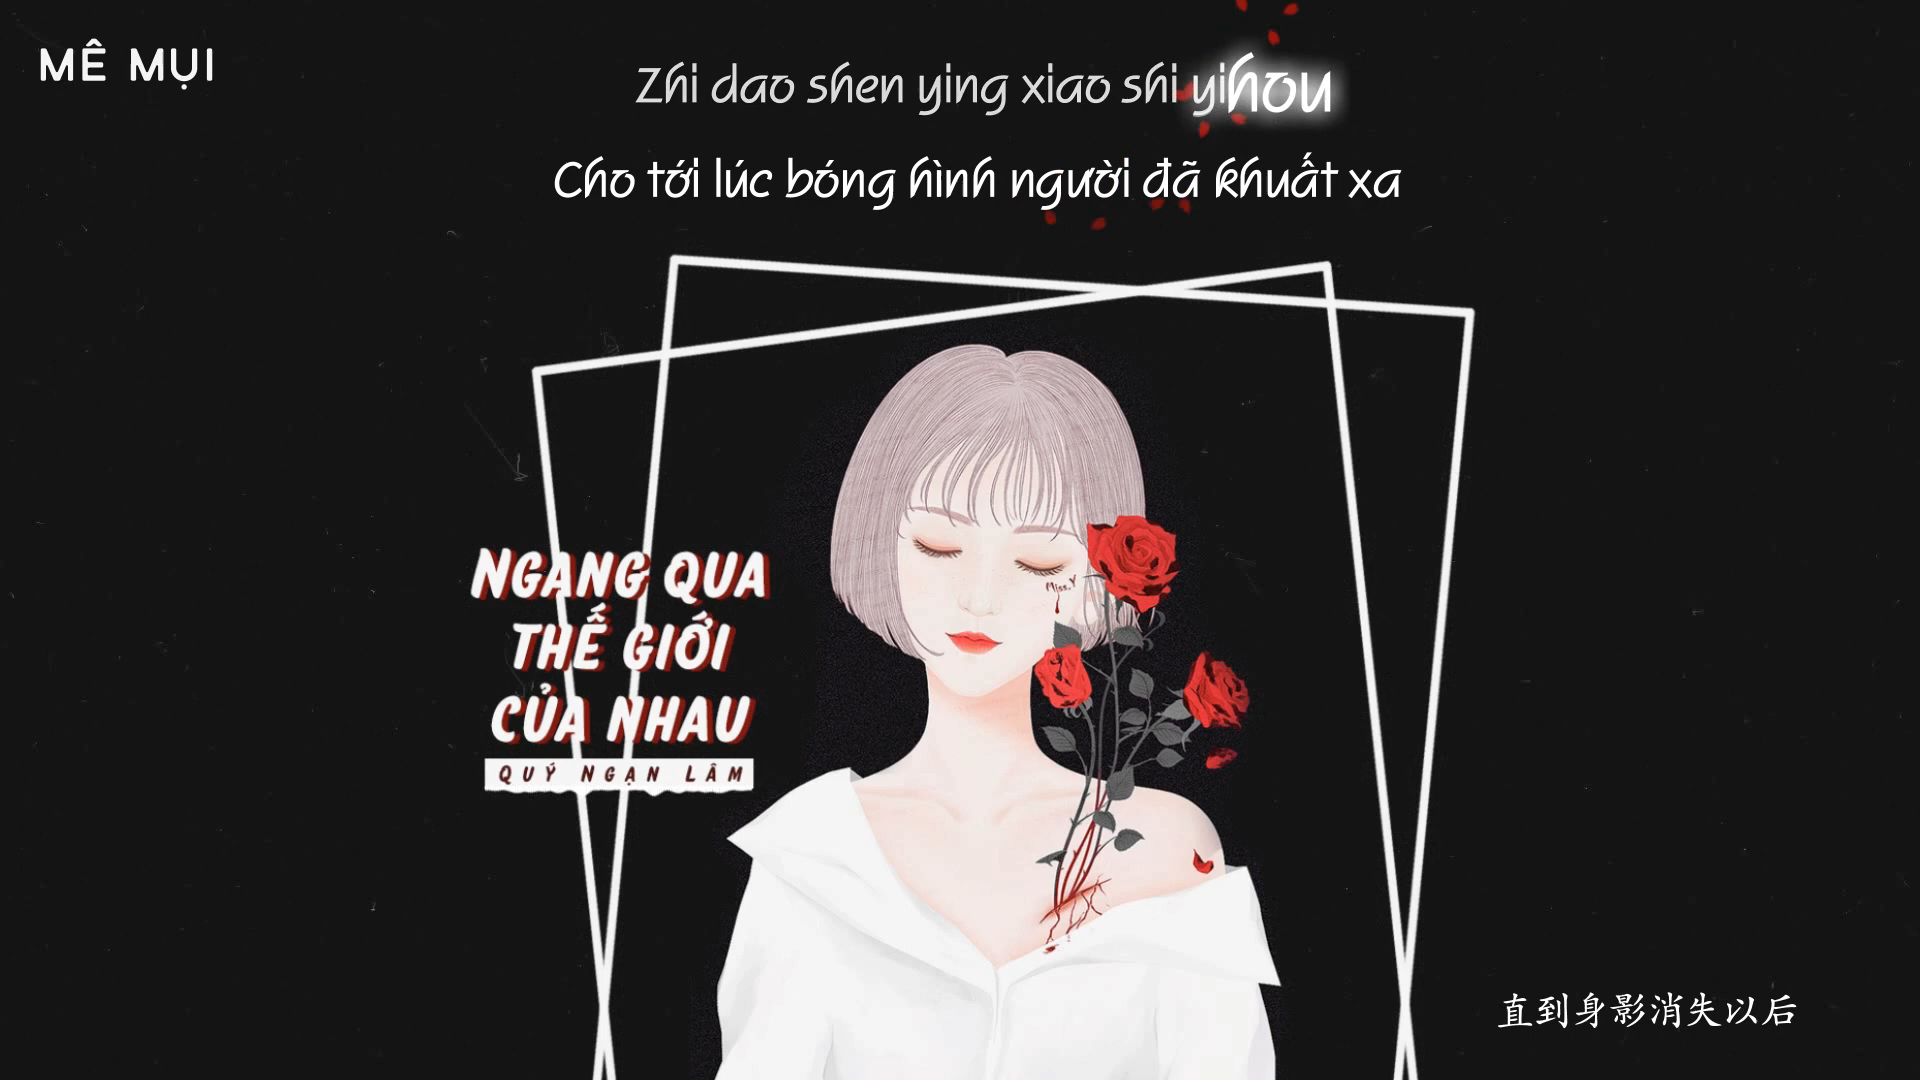 MÊ MỤI
Zhi dao shen ying xiao shi yihou
Cho tới lúc bóng hình người đã khuất xa
NGANG QUA
THẾ GIỚI
CỦA NHAU
QUÝ NGẠN LÂM
Miss.Y
直到身影消失以后